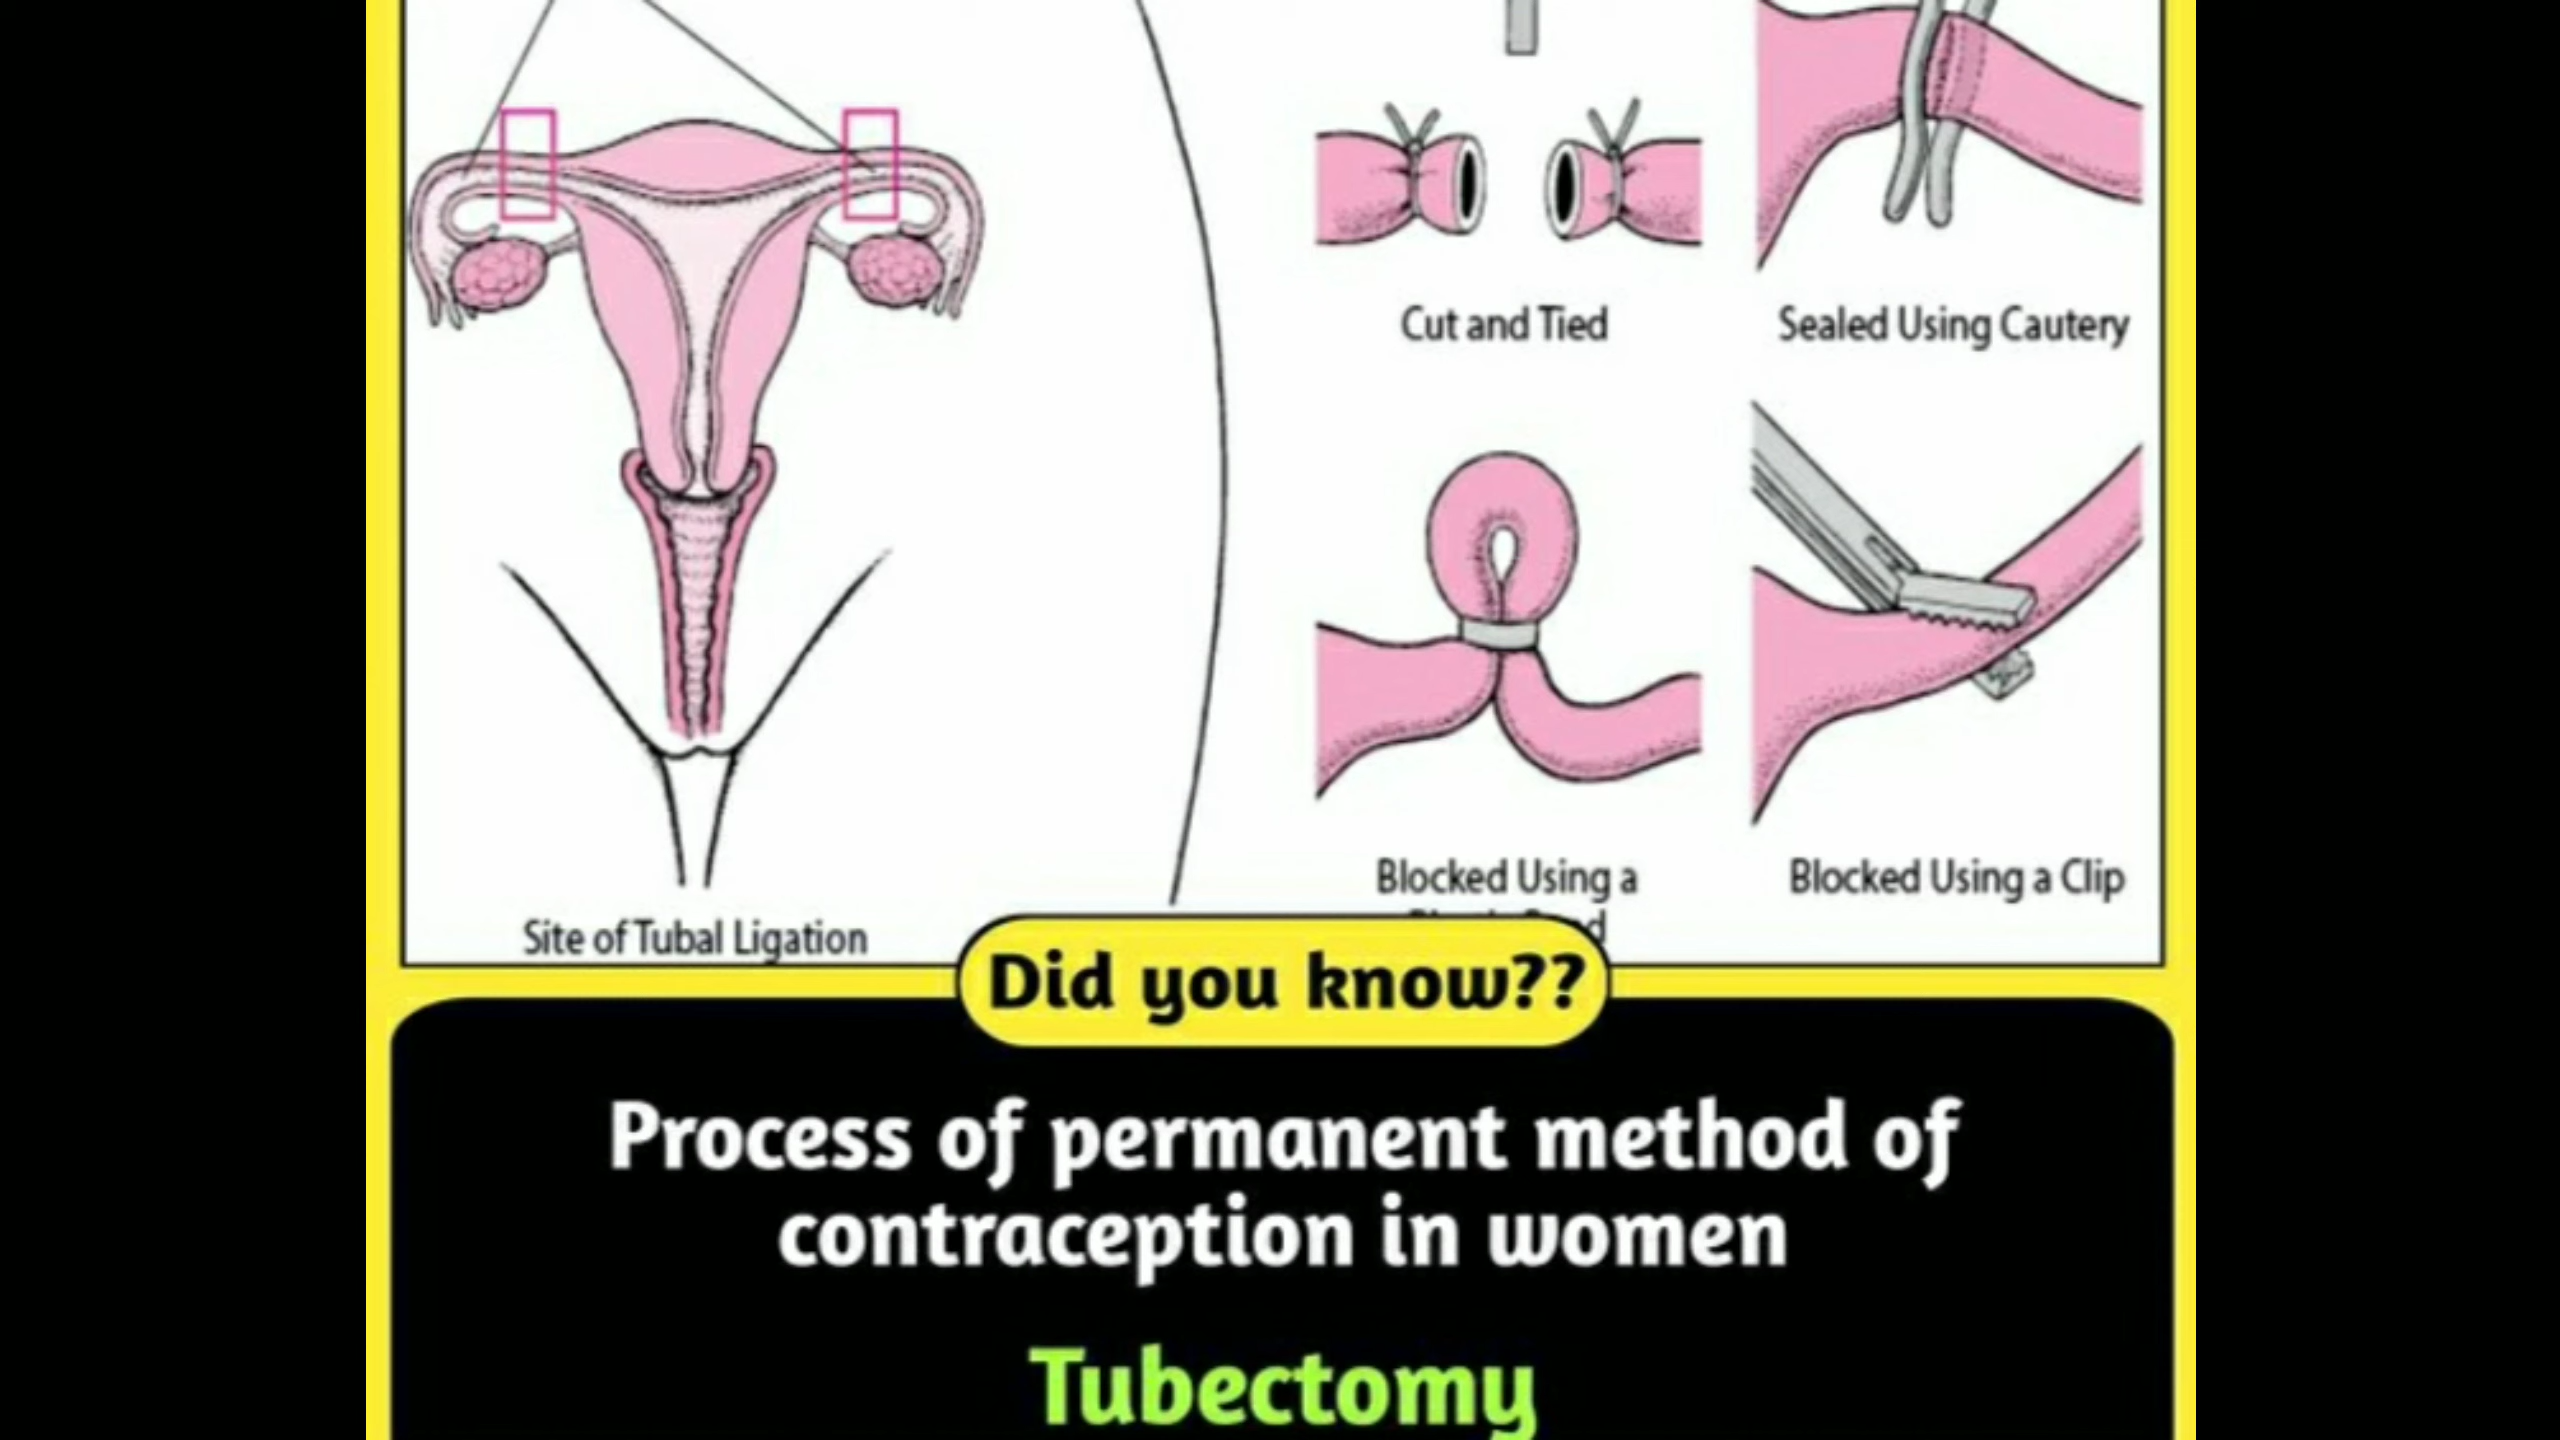 Cut and Tied
Sealed Using Cautery
Blocked Using a
Blocked Using a Clip
Site of Tubal Ligation
Did you know??
Process of permanent method of
contraception in women
Tubectomy